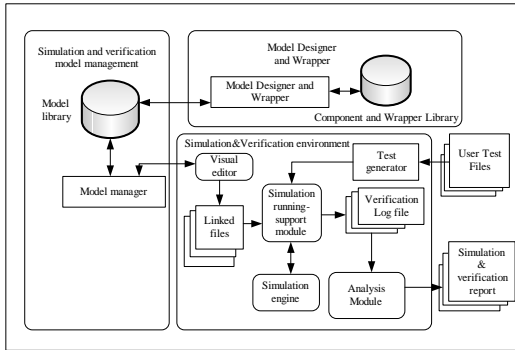 Simulation and verification
model management
Model
library
Model manager
Model Designer
and Wrapper
Model Designer and
Wrapper
Component and Wrapper Library
Simulation&Verification environment
Visual
editor
Test
generator
User Test
Files
Linked
files
Simulation
running-
support
module
Verification
Log file
Simulation
engine
Analysis
Module
Simulation
&
verification
report